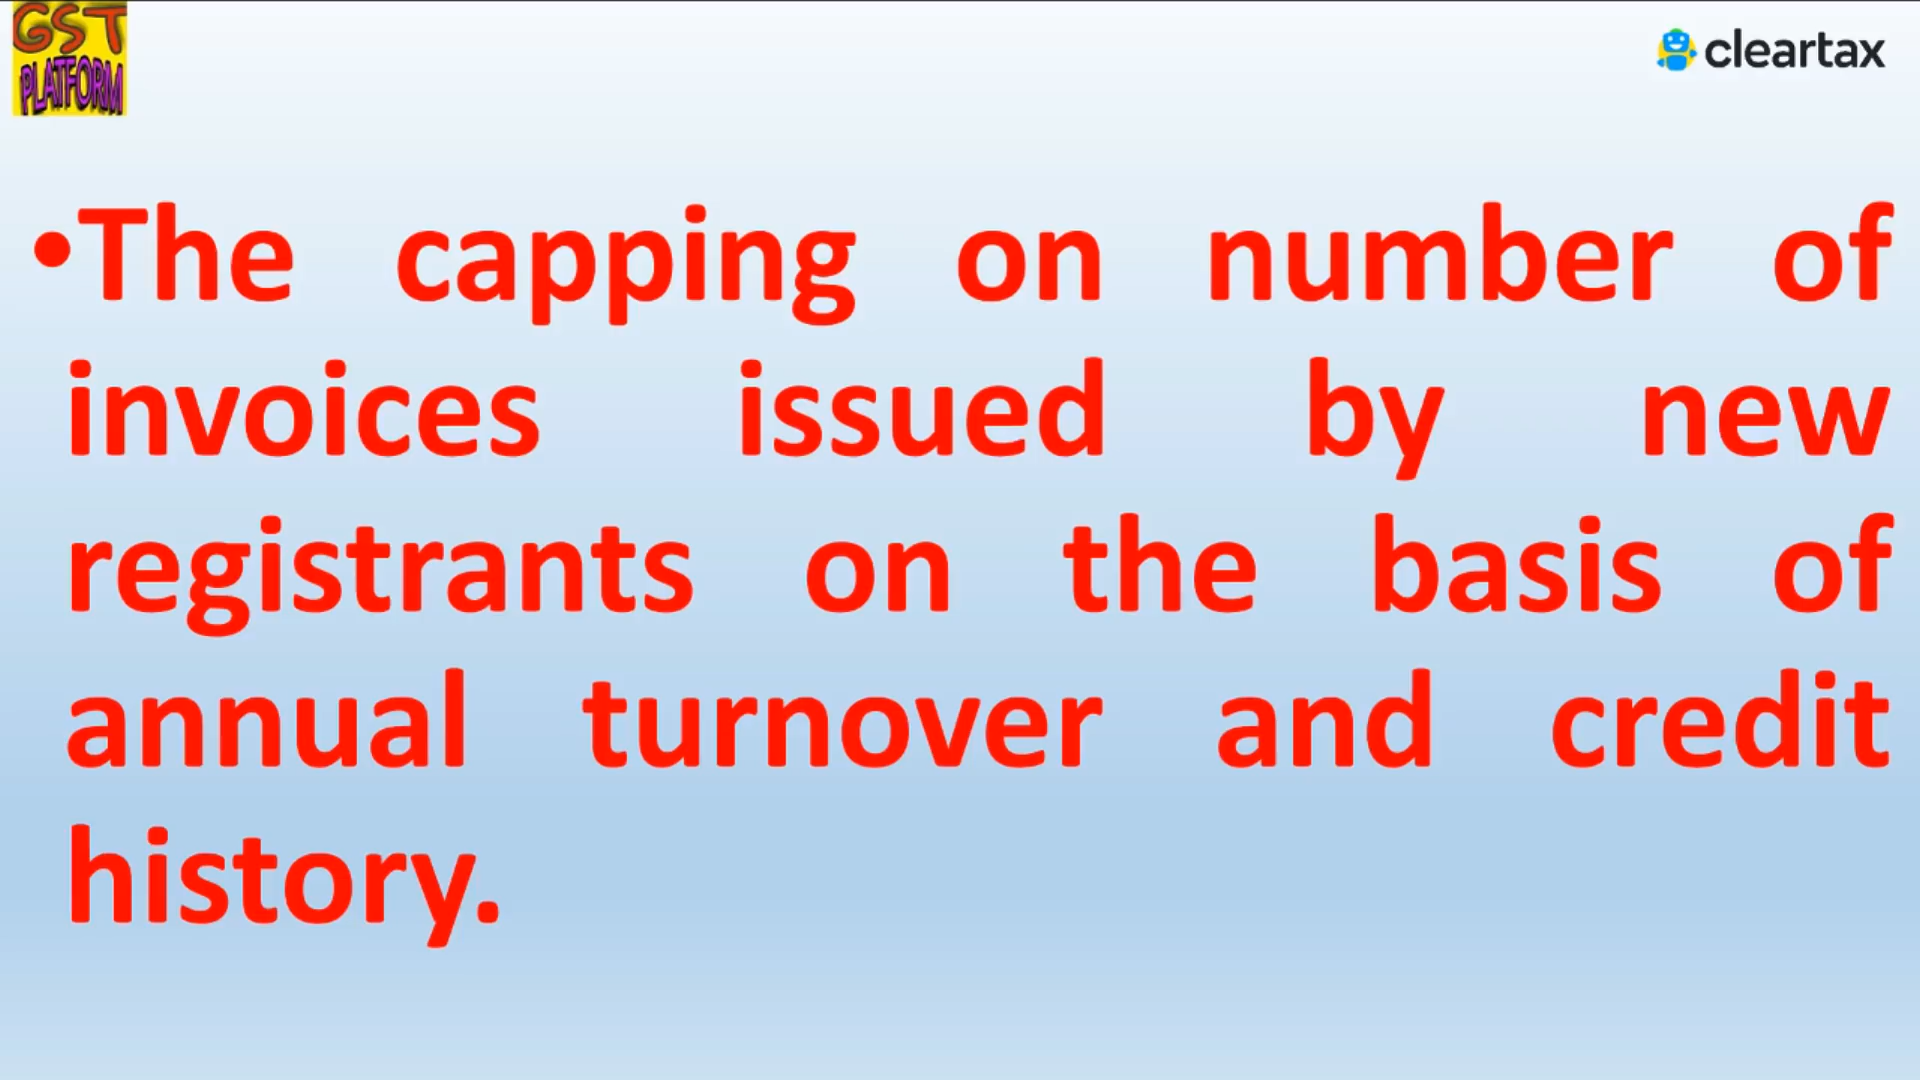 GST
PLATFORM
cleartax
•The capping on number of
invoices issued by new
registrants on the basis of
annual turnover and credit
history.